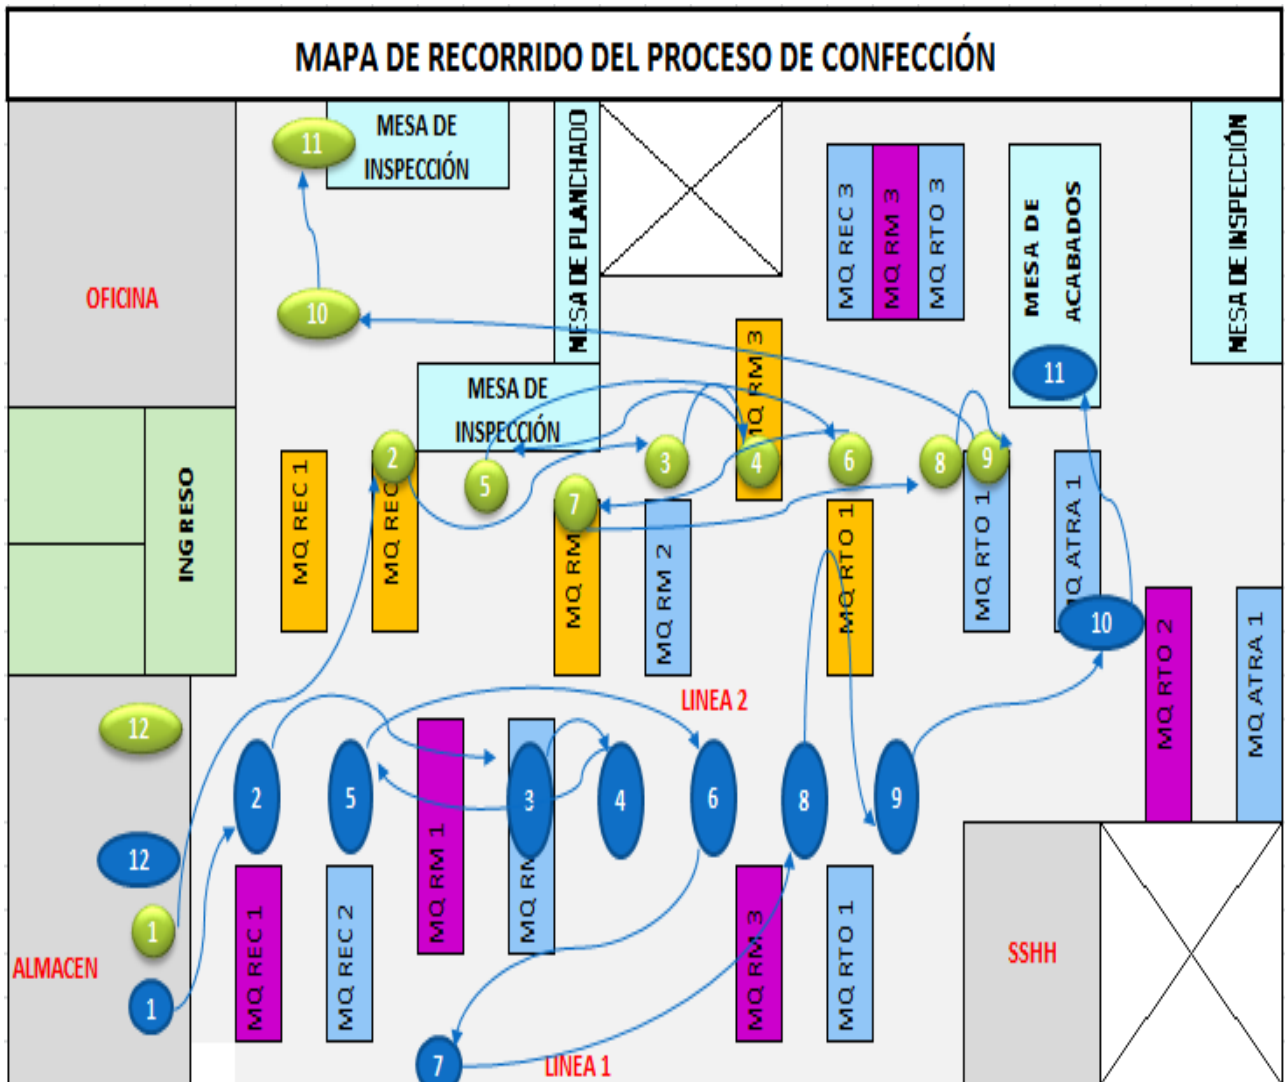 MAPA DE RECORRIDO DEL PROCESO DE CONFECCIÓN
11
MESA DE
INSPECCIÓN
MESA DE PLANCHADO
MQ REC 3
MQ RM 3
MQ RTO 3
MESA DE
ACABADOS
MESA DE INSPECCIÓN
OFICINA
10
MQ RM 3
11
MESA DE
INSPECCIÓN
INGRESO
MQ REC 1
2
MQ REC
5
7
MQ RM
3
MQ RM 2
4
6
MQ RTO 1
8
9
MQ RTO 1
MQ ATRA 1
10
MQ RTO 2
MQ ATRA 1
LINEA 2
12
12
1
ALMACEN
1
2
5
3
4
6
8
9
MQ REC 1
MQ REC 2
MQ RM 1
MQ RM
MQ RM 3
MQ RTO 1
SSHH
7
LINEA 1